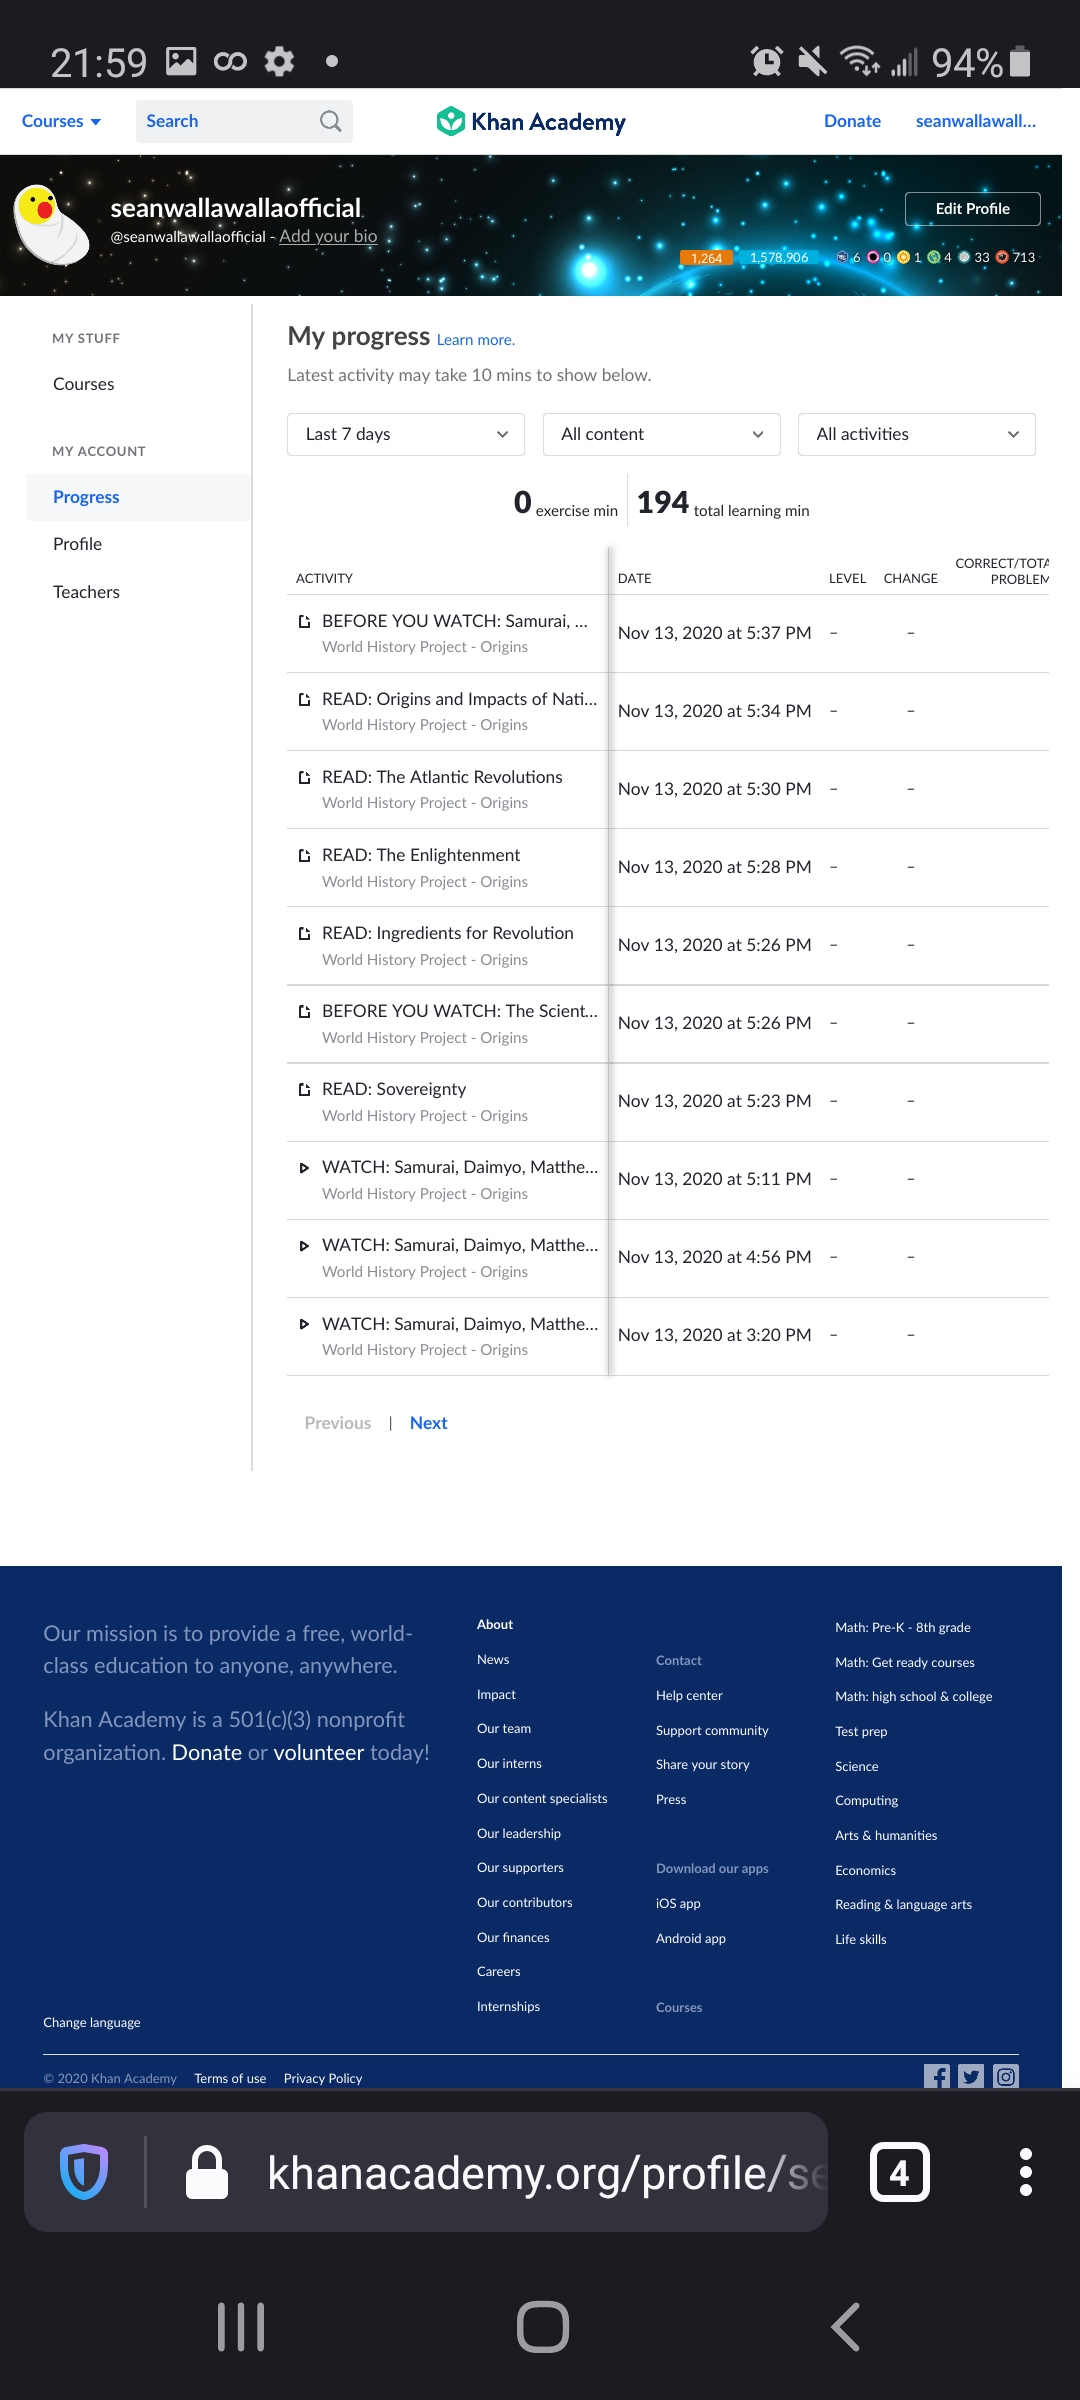 21:59 94%
Courses Search Khan Academy Donate seanwallawall...
seanwallawallaofficial
@seanwallawallaofficial - Add your bio
Edit Profile
1,264 1,578,906 6 0 1 4 33 713
MY STUFF
Courses
MY ACCOUNT
Progress
Profile
Teachers
My progress Learn more.
Latest activity may take 10 mins to show below.
Last 7 days All content All activities
0 exercise min 194 total learning min
CORRECT/TOTA
ACTIVITY DATE LEVEL CHANGE PROBLEM
BEFORE YOU WATCH: Samurai, ... Nov 13, 2020 at 5:37 PM – –
World History Project - Origins
READ: Origins and Impacts of Nati... Nov 13, 2020 at 5:34 PM – –
World History Project - Origins
READ: The Atlantic Revolutions Nov 13, 2020 at 5:30 PM – –
World History Project - Origins
READ: The Enlightenment Nov 13, 2020 at 5:28 PM – –
World History Project - Origins
READ: Ingredients for Revolution Nov 13, 2020 at 5:26 PM – –
World History Project - Origins
BEFORE YOU WATCH: The Scient... Nov 13, 2020 at 5:26 PM – –
World History Project - Origins
READ: Sovereignty Nov 13, 2020 at 5:23 PM – –
World History Project - Origins
WATCH: Samurai, Daimyo, Matthe... Nov 13, 2020 at 5:11 PM – –
World History Project - Origins
WATCH: Samurai, Daimyo, Matthe... Nov 13, 2020 at 4:56 PM – –
World History Project - Origins
WATCH: Samurai, Daimyo, Matthe... Nov 13, 2020 at 3:20 PM – –
World History Project - Origins
Previous | Next
Our mission is to provide a free, world-
class education to anyone, anywhere.
Khan Academy is a 501(c)(3) nonprofit
organization. Donate or volunteer today!
About
News
Impact
Our team
Our interns
Our content specialists
Our leadership
Our supporters
Our contributors
Our finances
Careers
Internships
Contact
Help center
Support community
Share your story
Press
Download our apps
iOS app
Android app
Courses
Math: Pre-K - 8th grade
Math: Get ready courses
Math: high school & college
Test prep
Science
Computing
Arts & humanities
Economics
Reading & language arts
Life skills
Change language
© 2020 Khan Academy Terms of use Privacy Policy
khanacademy.org/profile/se
4